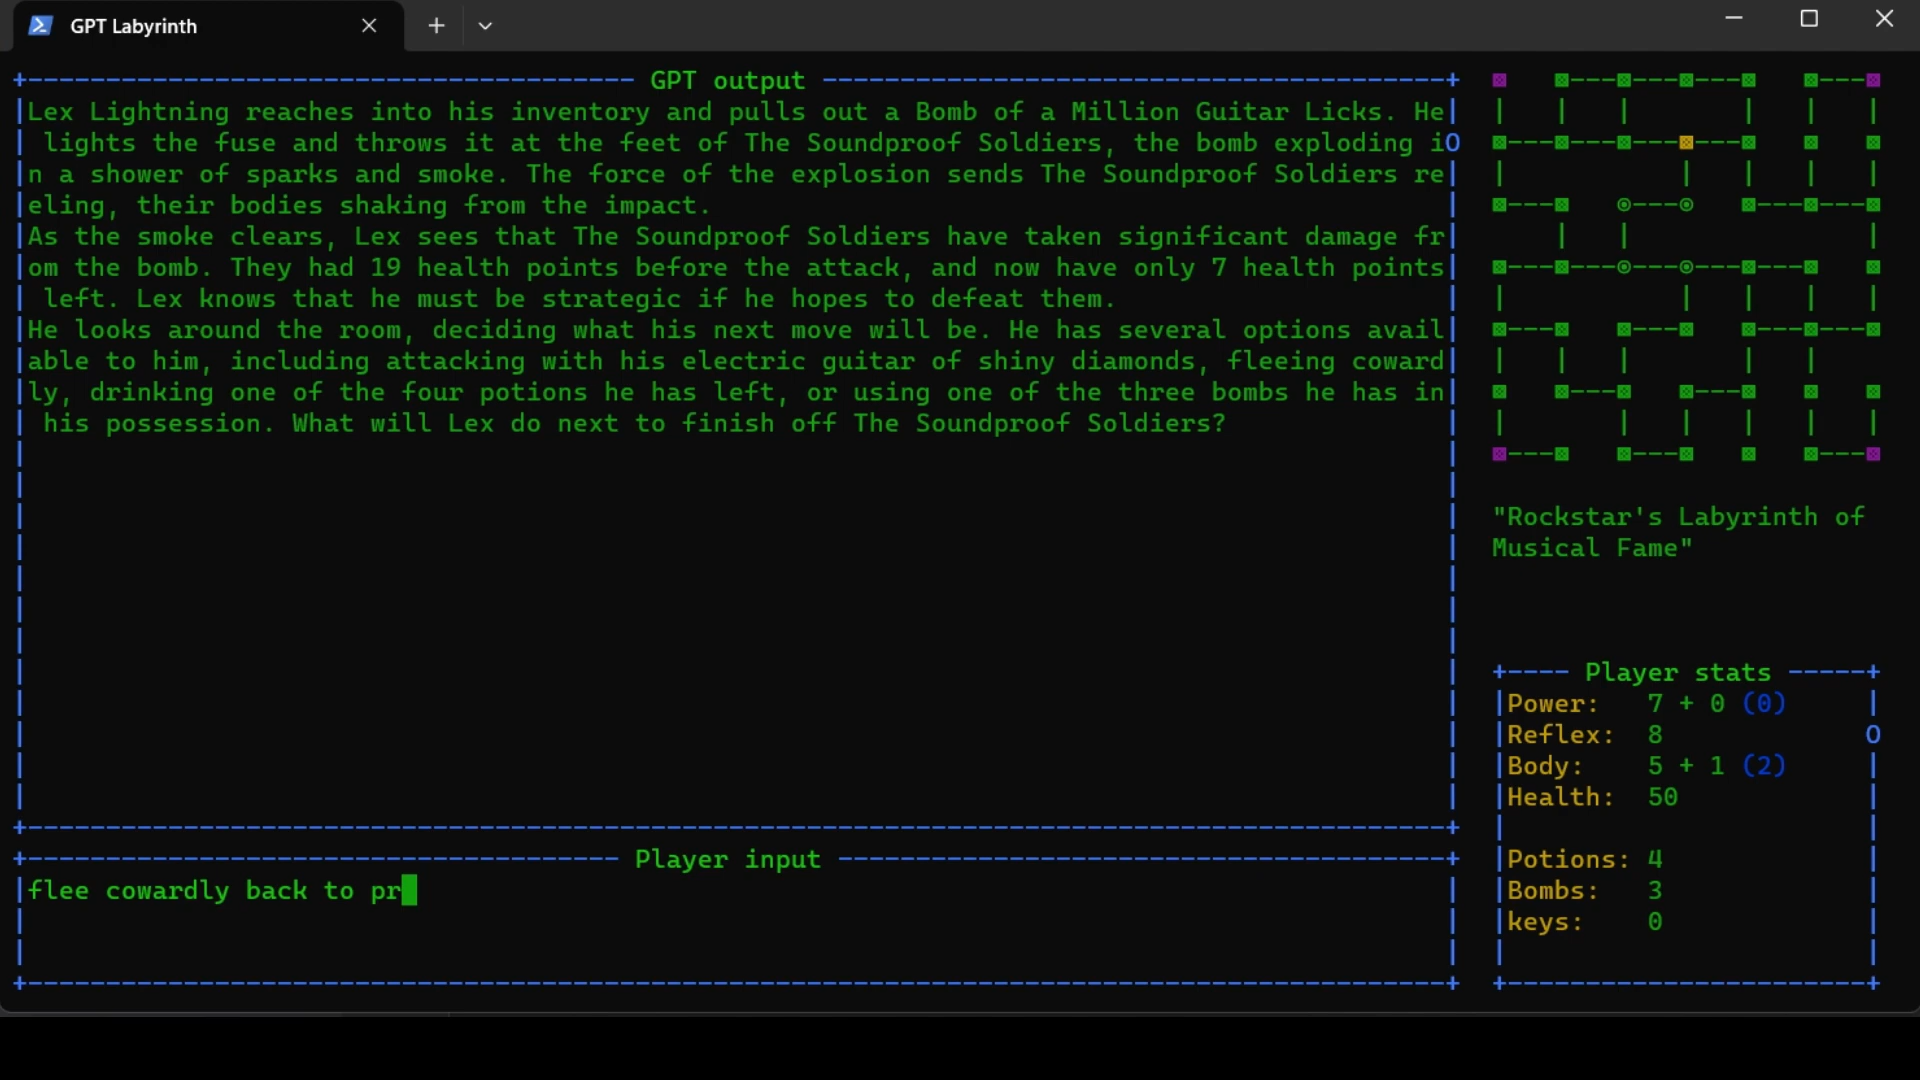 GPT Labyrinth
GPT output
Lex Lightning reaches into his inventory and pulls out a Bomb of a Million Guitar Licks. He
lights the fuse and throws it at the feet of The Soundproof Soldiers, the bomb exploding i
n a shower of sparks and smoke. The force of the explosion sends The Soundproof Soldiers re
eling, their bodies shaking from the impact.
As the smoke clears, Lex sees that The Soundproof Soldiers have taken significant damage fr
om the bomb. They had 19 health points before the attack, and now have only 7 health points
left. Lex knows that he must be strategic if he hopes to defeat them.
He looks around the room, deciding what his next move will be. He has several options avail
able to him, including attacking with his electric guitar of shiny diamonds, fleeing coward
ly, drinking one of the four potions he has left, or using one of the three bombs he has in
his possession. What will Lex do next to finish off The Soundproof Soldiers?
"Rockstar's Labyrinth of
Musical Fame"
Player stats
Power: 7 + 0 (0)
Reflex: 8
Body: 5 + 1 (2)
Health: 50
Potions: 4
Bombs: 3
keys: 0
Player input
flee cowardly back to pr